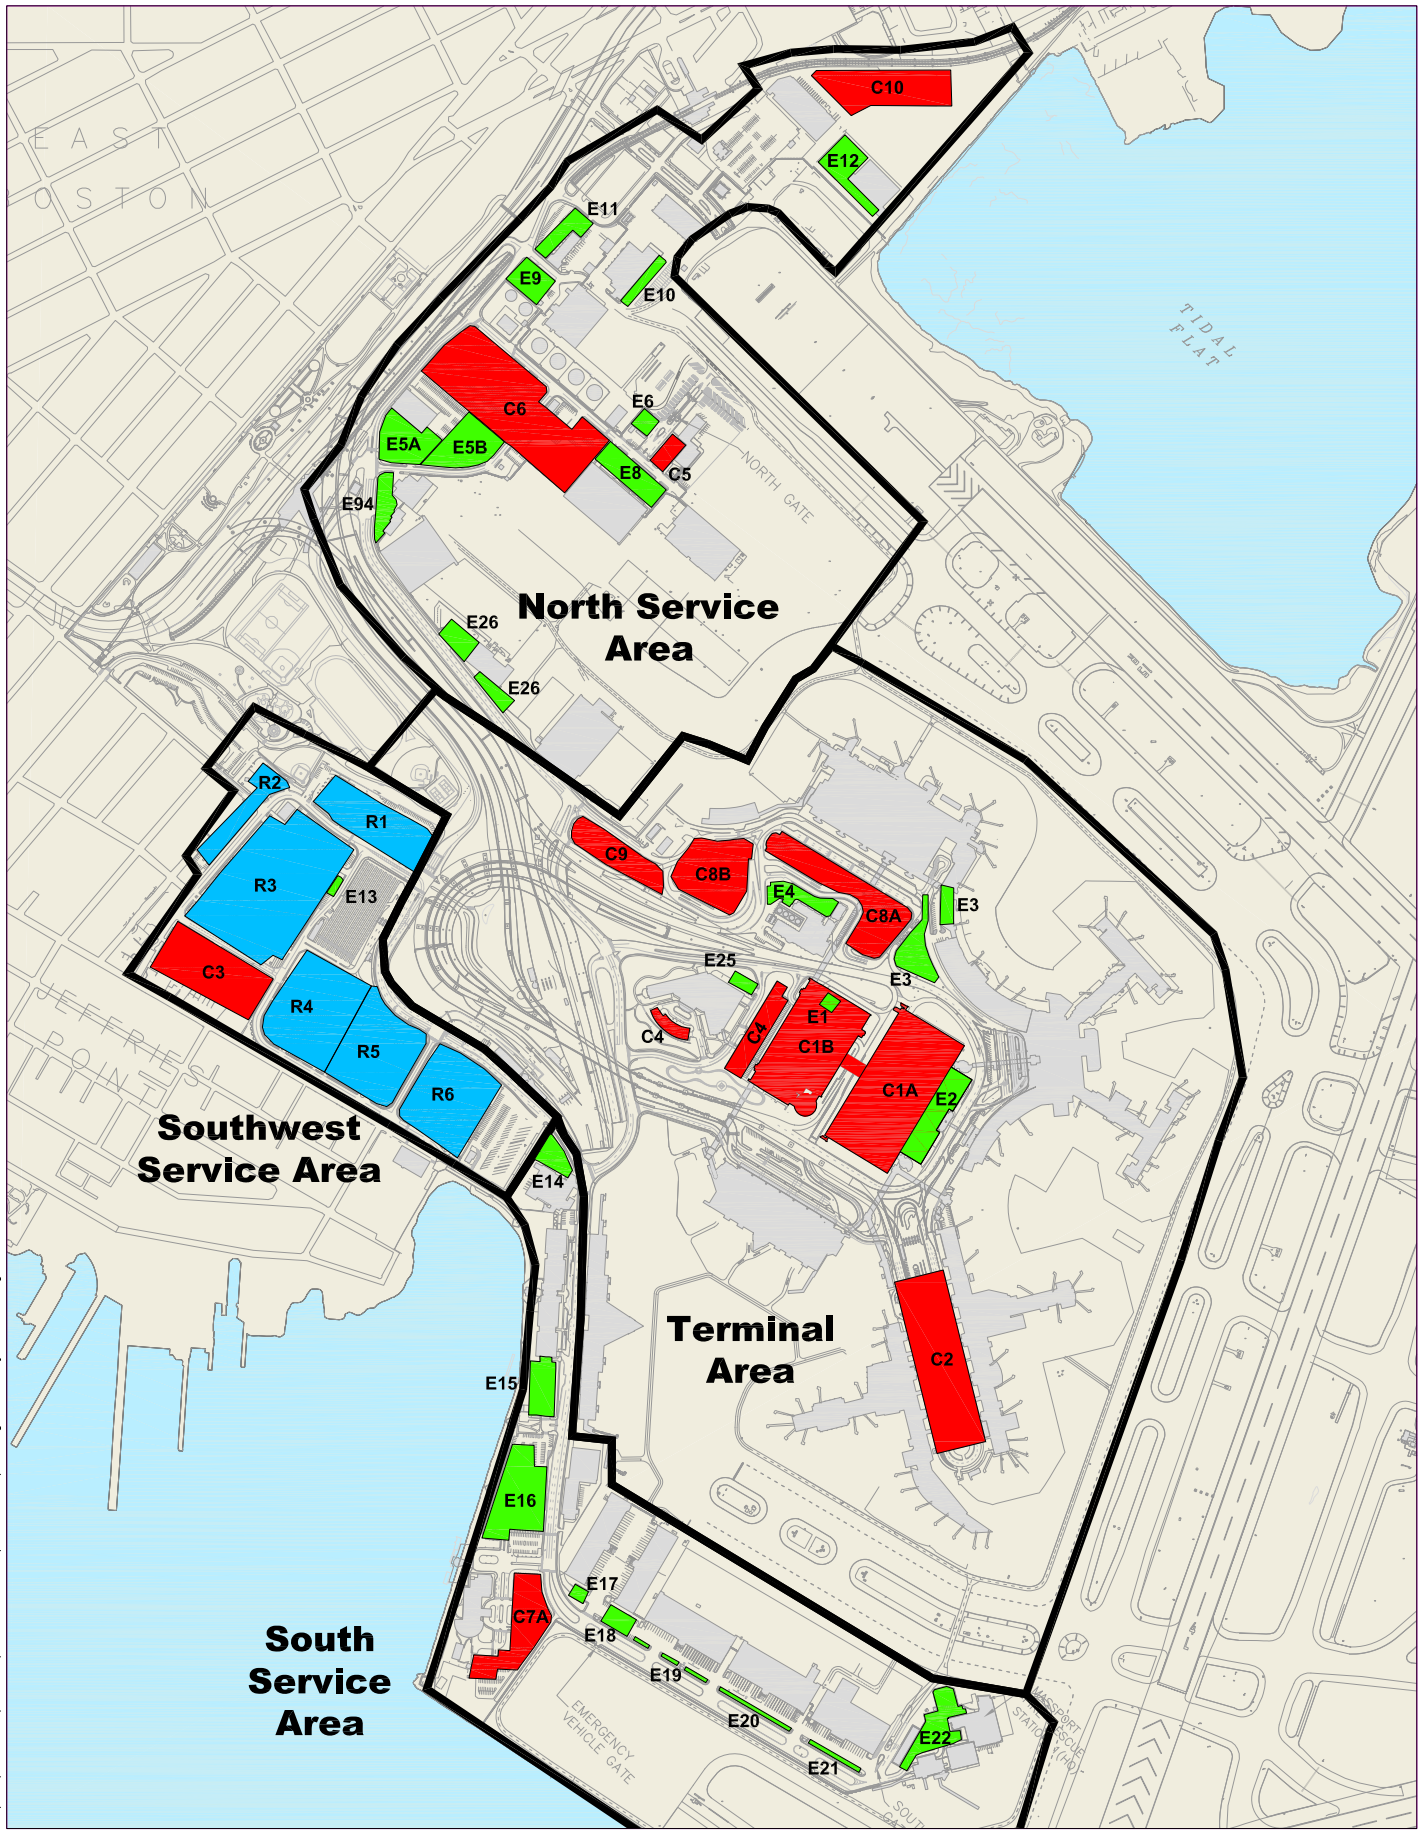 C10
EAST
OSTON
E12
E11
E9
E10
TIDAL
FLAT
C6
E6
E5A
E5B
E8
C5
NORTH GATE
E94
North Service
Area
E26
E26
R2
R1
C9
C8B
R3
E13
E4
C8A
E3
E3
C3
E25
R4
E1
C4
C4
C1B
R5
JEFFRIES
POINT
C1A
R6
E2
Southwest
Service Area
E14
Terminal
Area
C2
E15
E16
E17
C7A
E18
South
Service
Area
E19
E20
E22
E21
EMERGENCY
VEHICLE GATE
MASSPORT